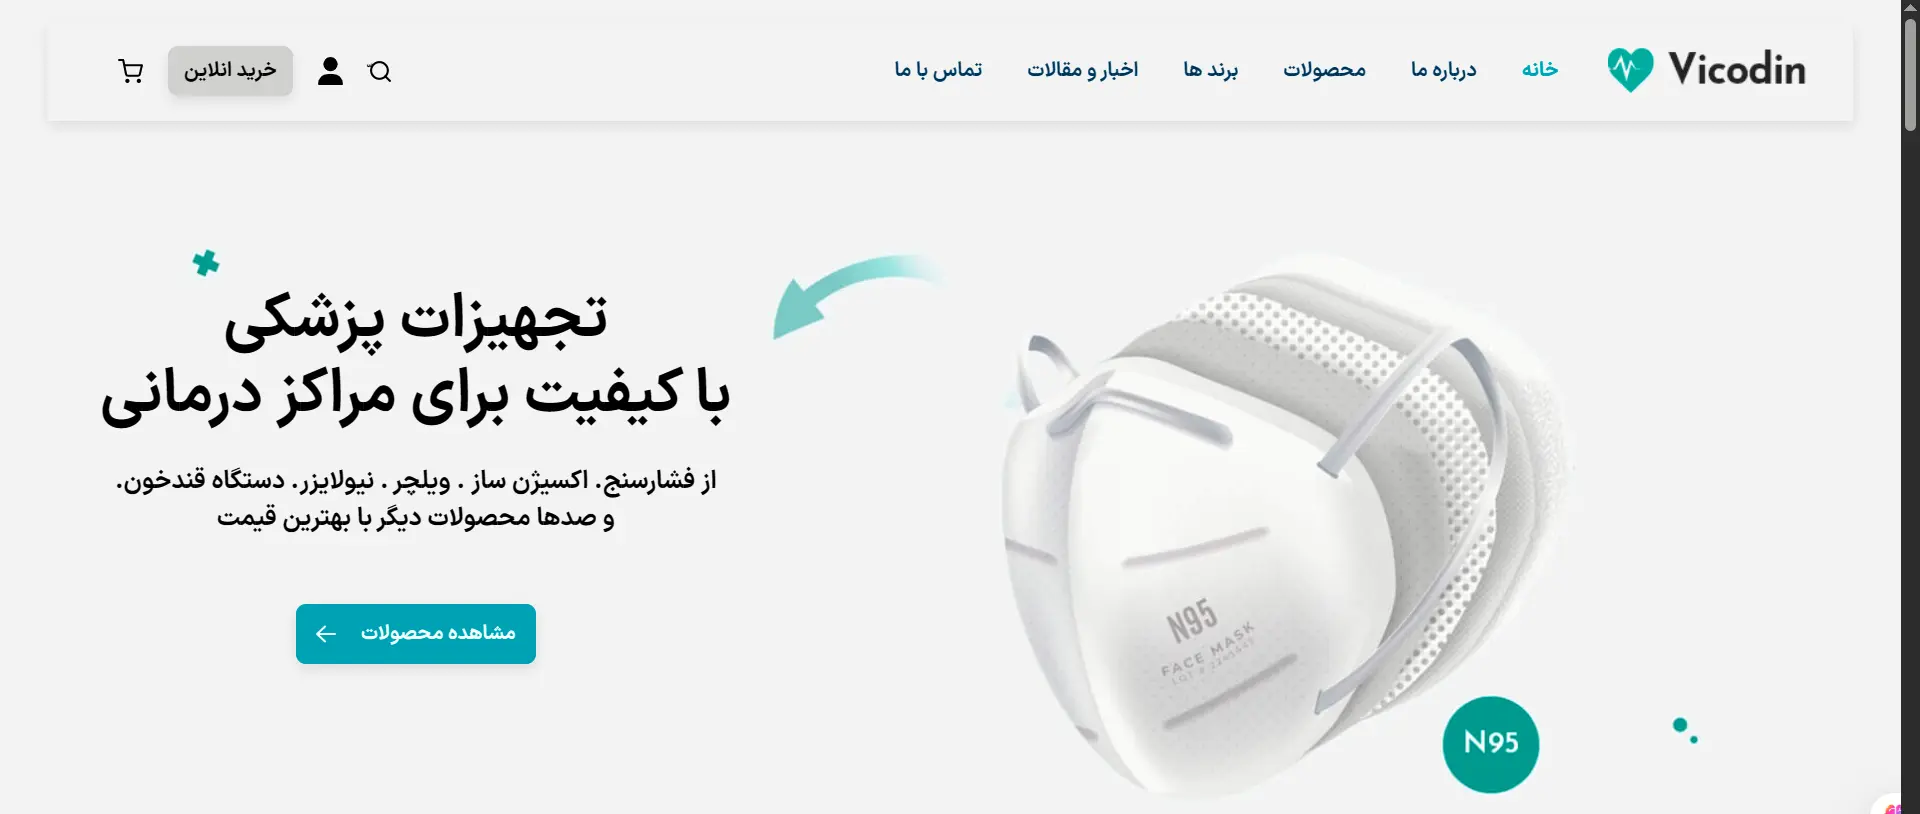 Vicodin
خانه
درباره ما
محصولات
برند ها
اخبار و مقالات
تماس با ما
خرید انلاین
تجهیزات پزشکی
با کیفیت برای مراکز درمانی
از فشارسنج. اکسیژن ساز . ویلچر . نیولایزر. دستگاه قندخون.
و صدها محصولات دیگر با بهترین قیمت
مشاهده محصولات
N95
FACE MASK
N95